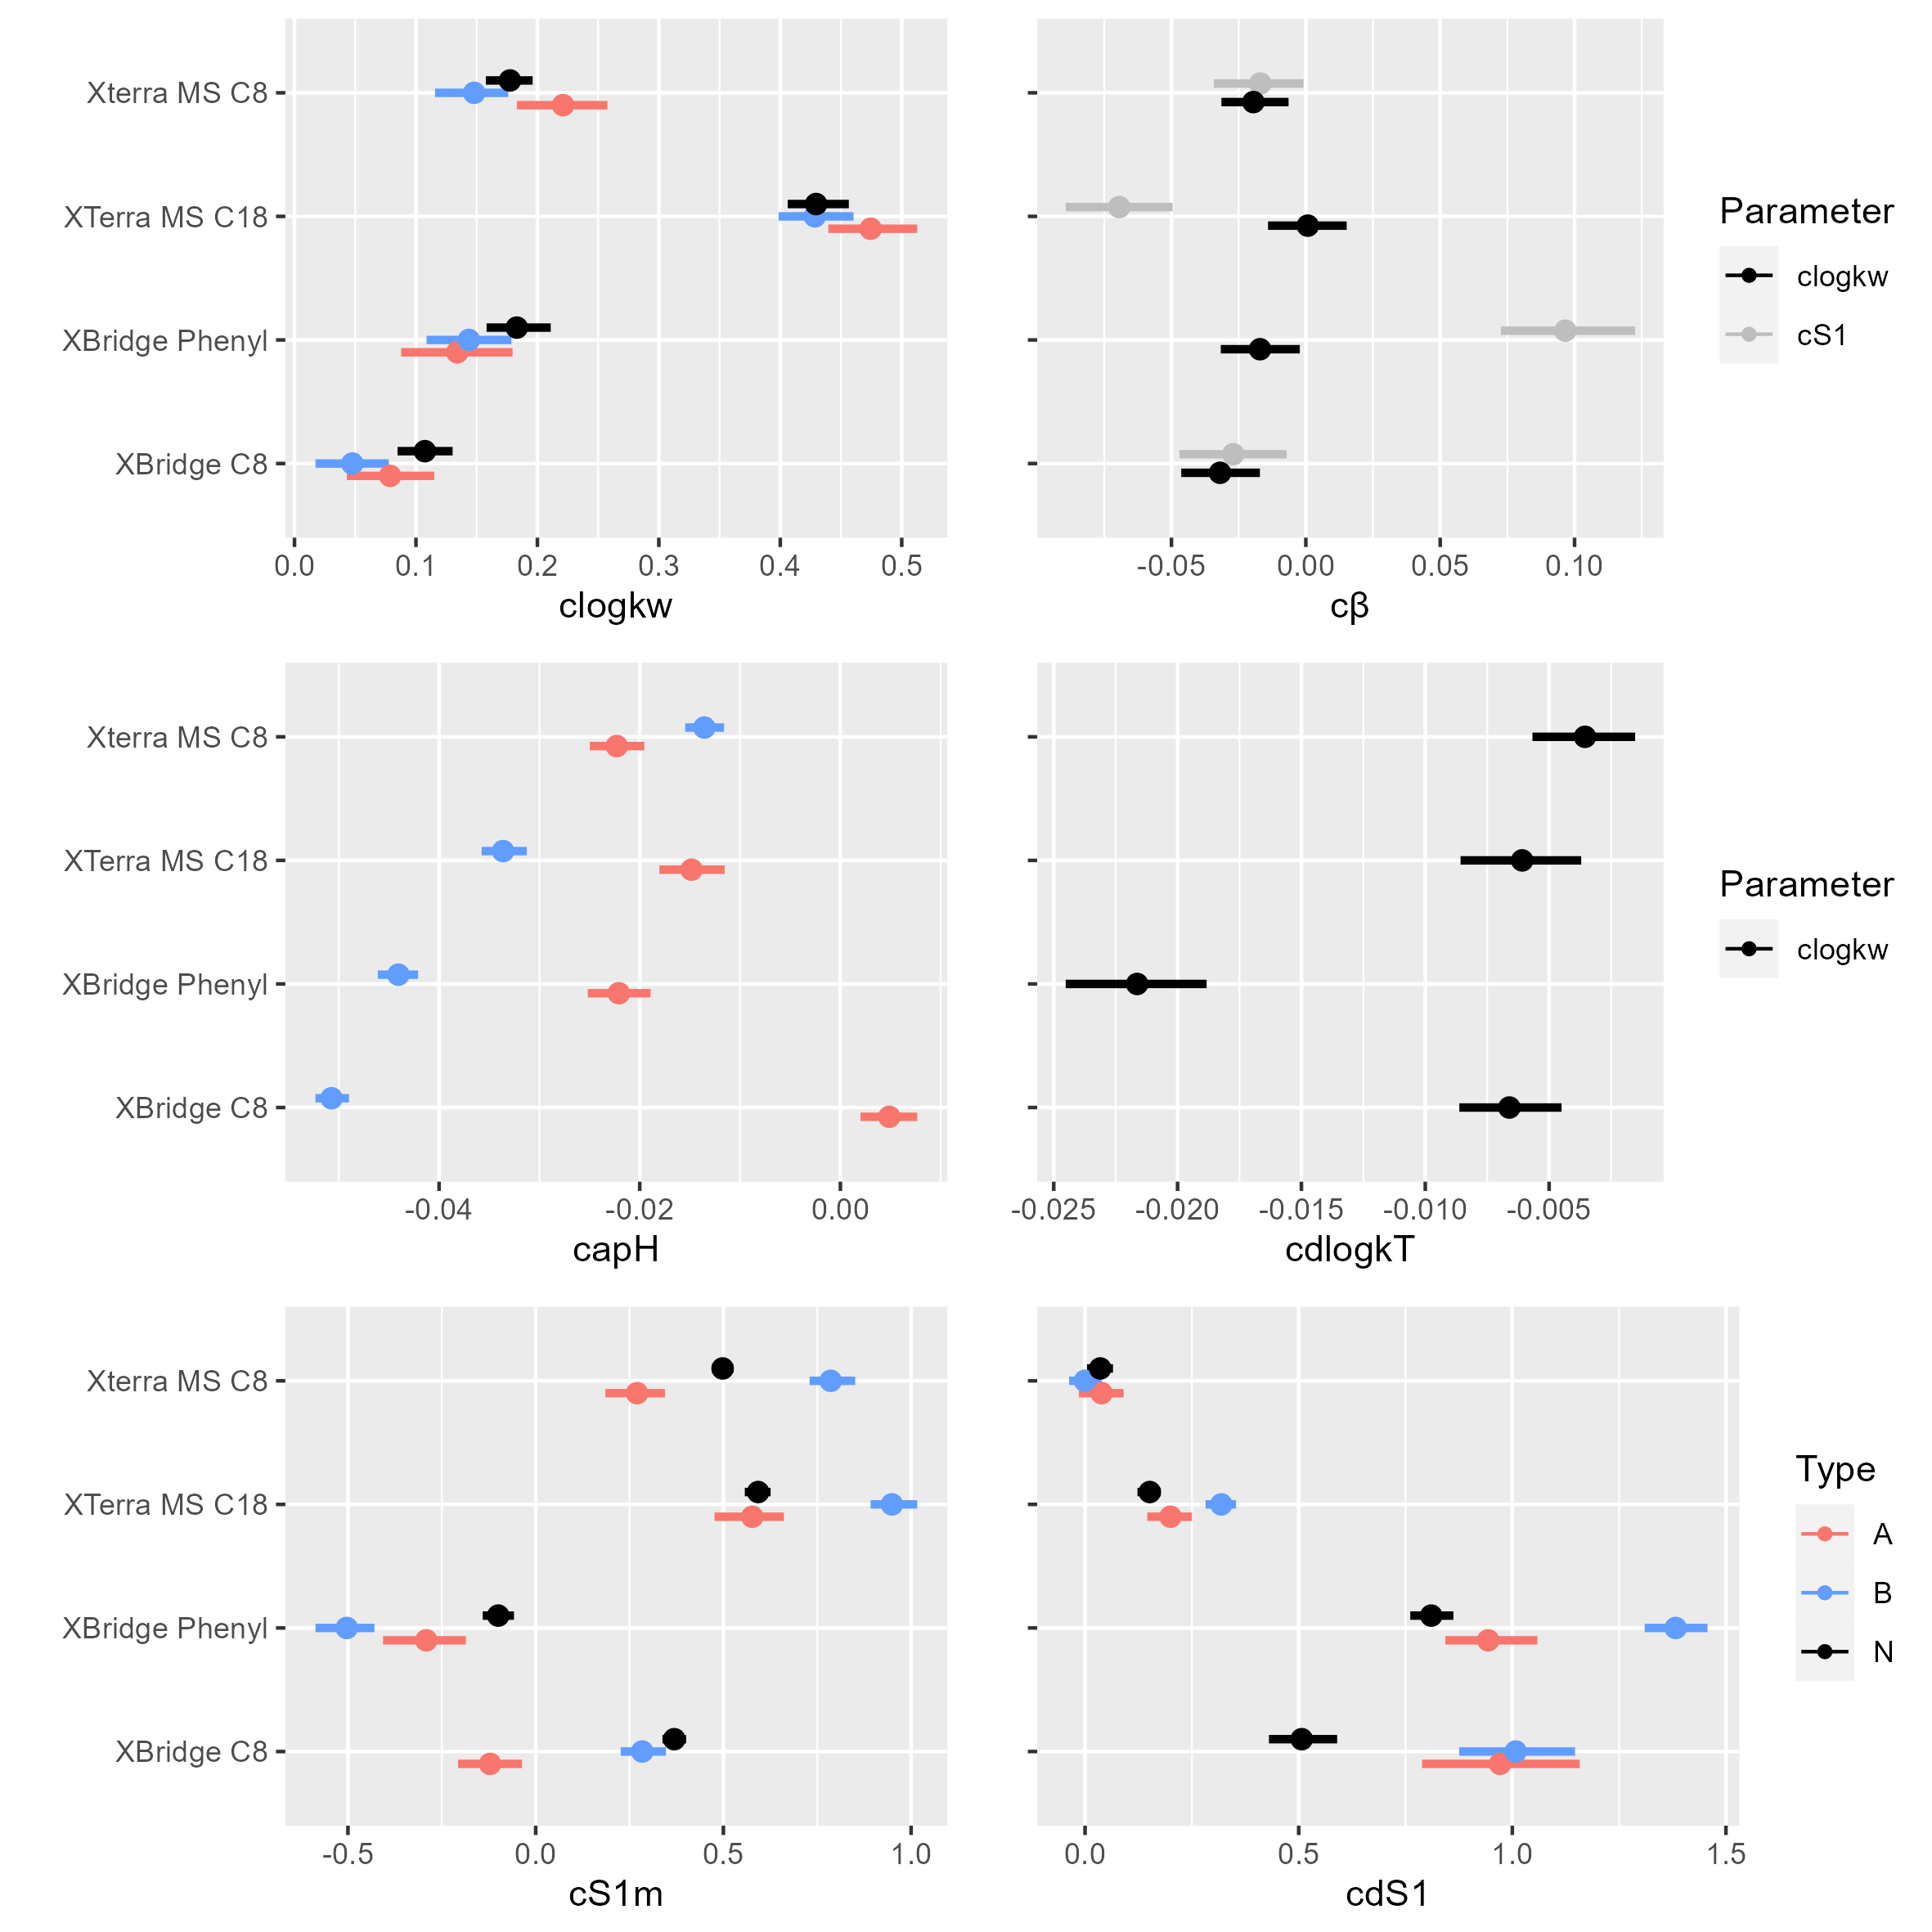 Xterra MS C8
XTerra MS C18
XBridge Phenyl
XBridge C8
0.0 0.1 0.2 0.3 0.4 0.5
clogkw
-0.05 0.00 0.05 0.10
cβ
Parameter
clogkw
cS1
Xterra MS C8
XTerra MS C18
XBridge Phenyl
XBridge C8
-0.04 -0.02 0.00
capH
-0.025 -0.020 -0.015 -0.010 -0.005
cdlogkT
Parameter
clogkw
Xterra MS C8
XTerra MS C18
XBridge Phenyl
XBridge C8
-0.5 0.0 0.5 1.0
cS1m
0.0 0.5 1.0 1.5
cdS1
Type
A
B
N